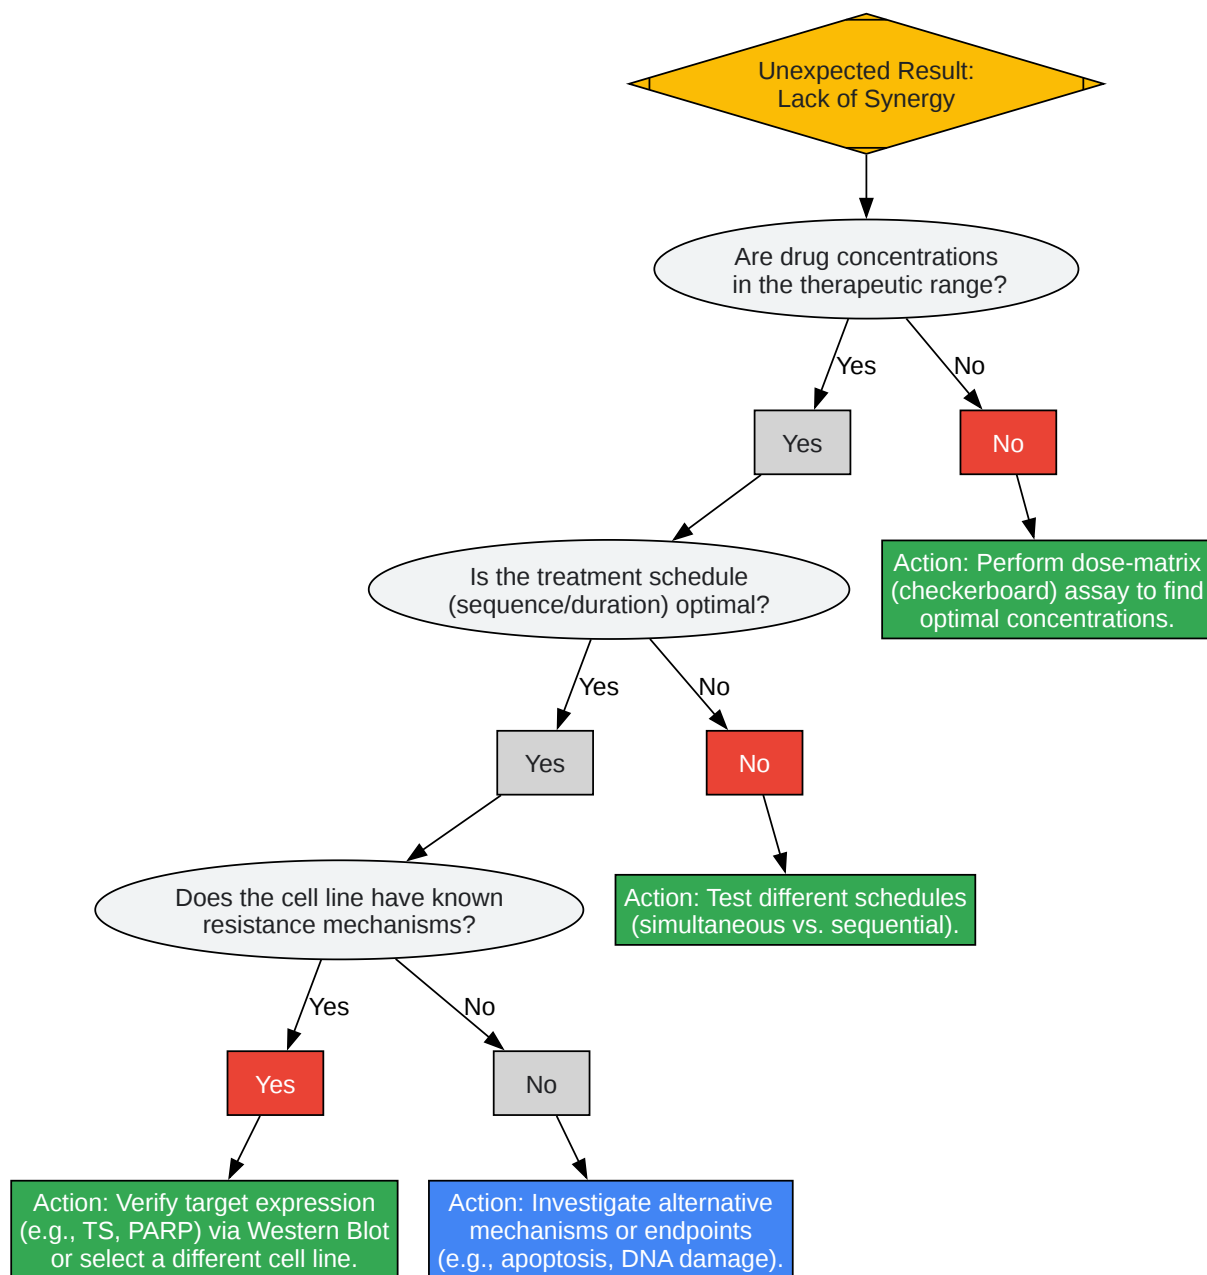 Unexpected Result:
Lack of Synergy
Are drug concentrations
in the therapeutic range?
Yes
No
Yes
No
Is the treatment schedule
(sequence/duration) optimal?
Action: Perform dose-matrix
(checkerboard) assay to find
optimal concentrations.
Yes
No
Yes
No
Does the cell line have known
resistance mechanisms?
Action: Test different schedules
(simultaneous vs. sequential).
Yes
No
Yes
No
Action: Verify target expression
(e.g., TS, PARP) via Western Blot
or select a different cell line.
Action: Investigate alternative
mechanisms or endpoints
(e.g., apoptosis, DNA damage).